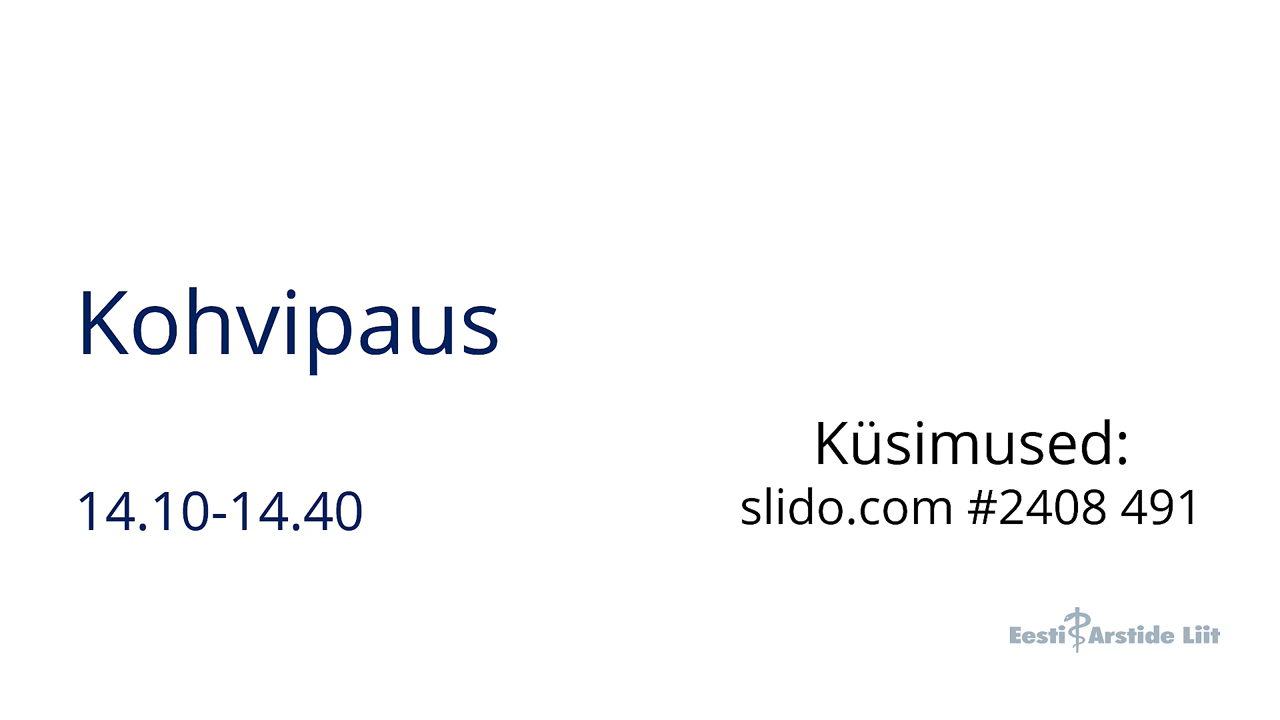 Kohvipaus
14.10-14.40
Küsimused:
slido.com #2408 491
Eesti Arstide Liit